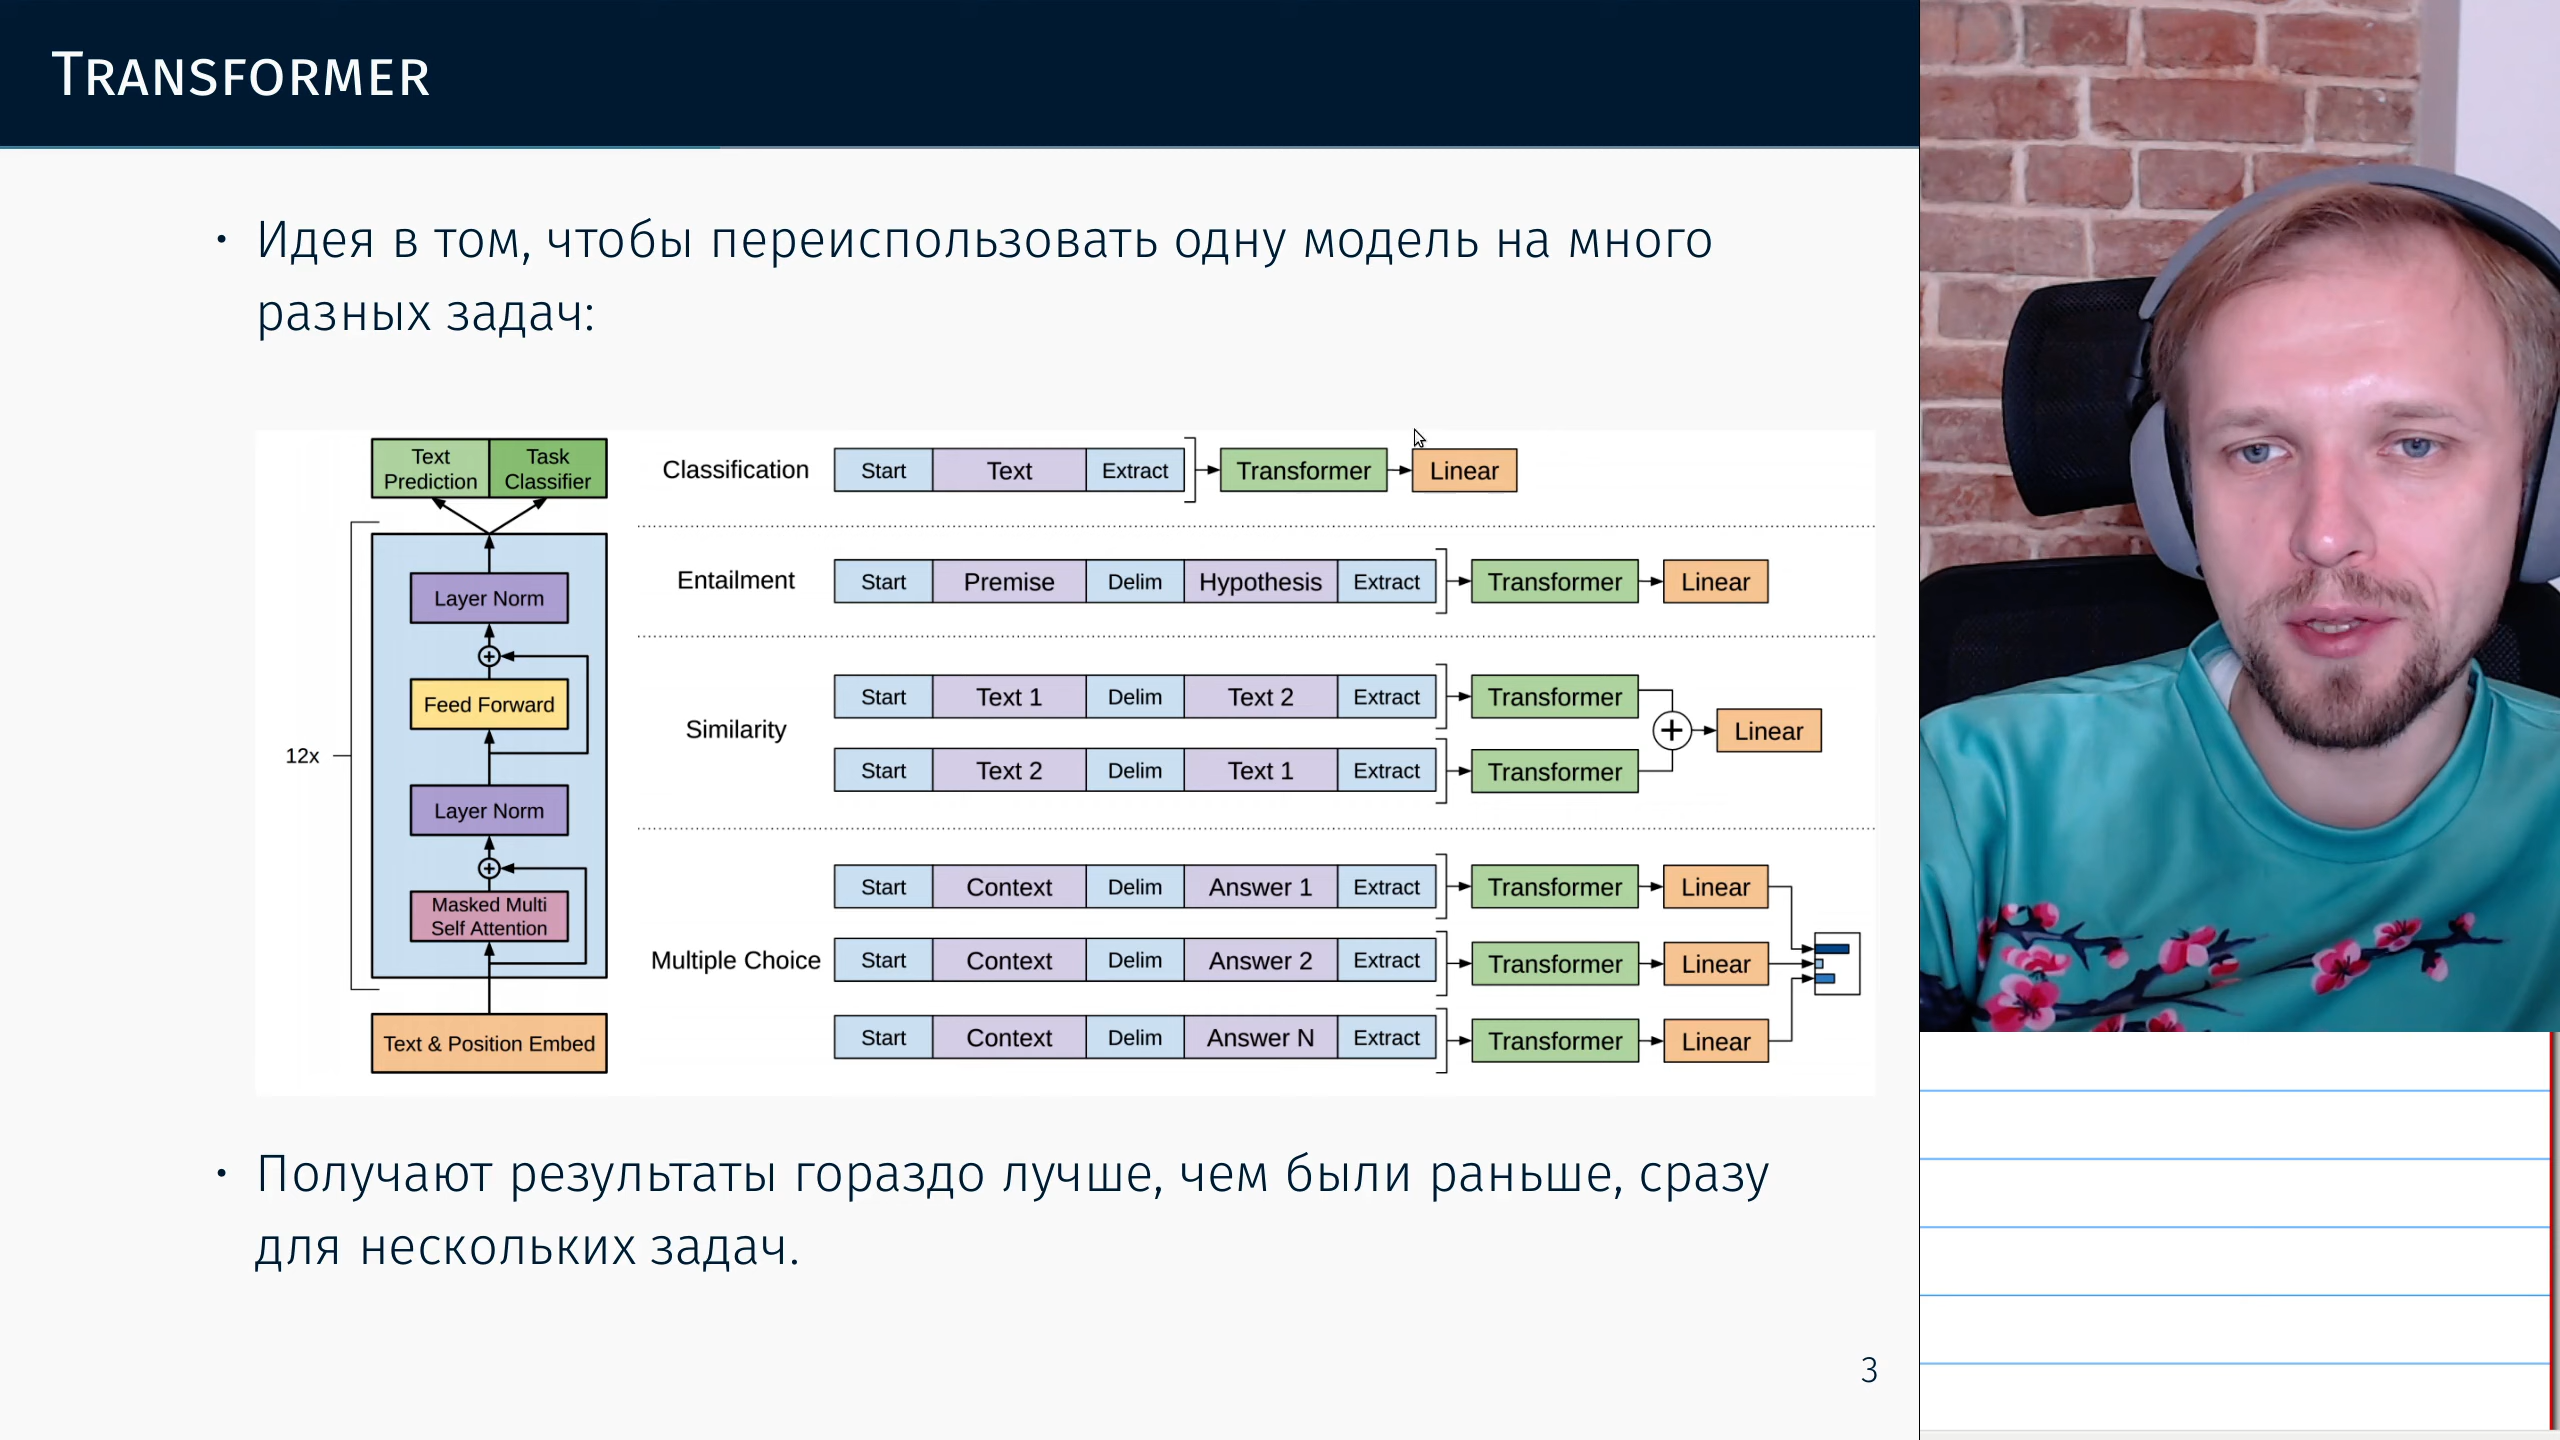 TRANSFORMER
• Идея в том, чтобы переиспользовать одну модель на много
разных задач:
Text Prediction
Task Classifier
12x
Layer Norm
Feed Forward
Layer Norm
Masked Multi Self Attention
Text & Position Embed
Classification Start Text Extract Transformer Linear
Entailment Start Premise Delim Hypothesis Extract Transformer Linear
Similarity
Start Text 1 Delim Text 2 Extract Transformer
Start Text 2 Delim Text 1 Extract Transformer
+ Linear
Multiple Choice
Start Context Delim Answer 1 Extract Transformer Linear
Start Context Delim Answer 2 Extract Transformer Linear
Start Context Delim Answer N Extract Transformer Linear
• Получают результаты гораздо лучше, чем были раньше, сразу
для нескольких задач.
3